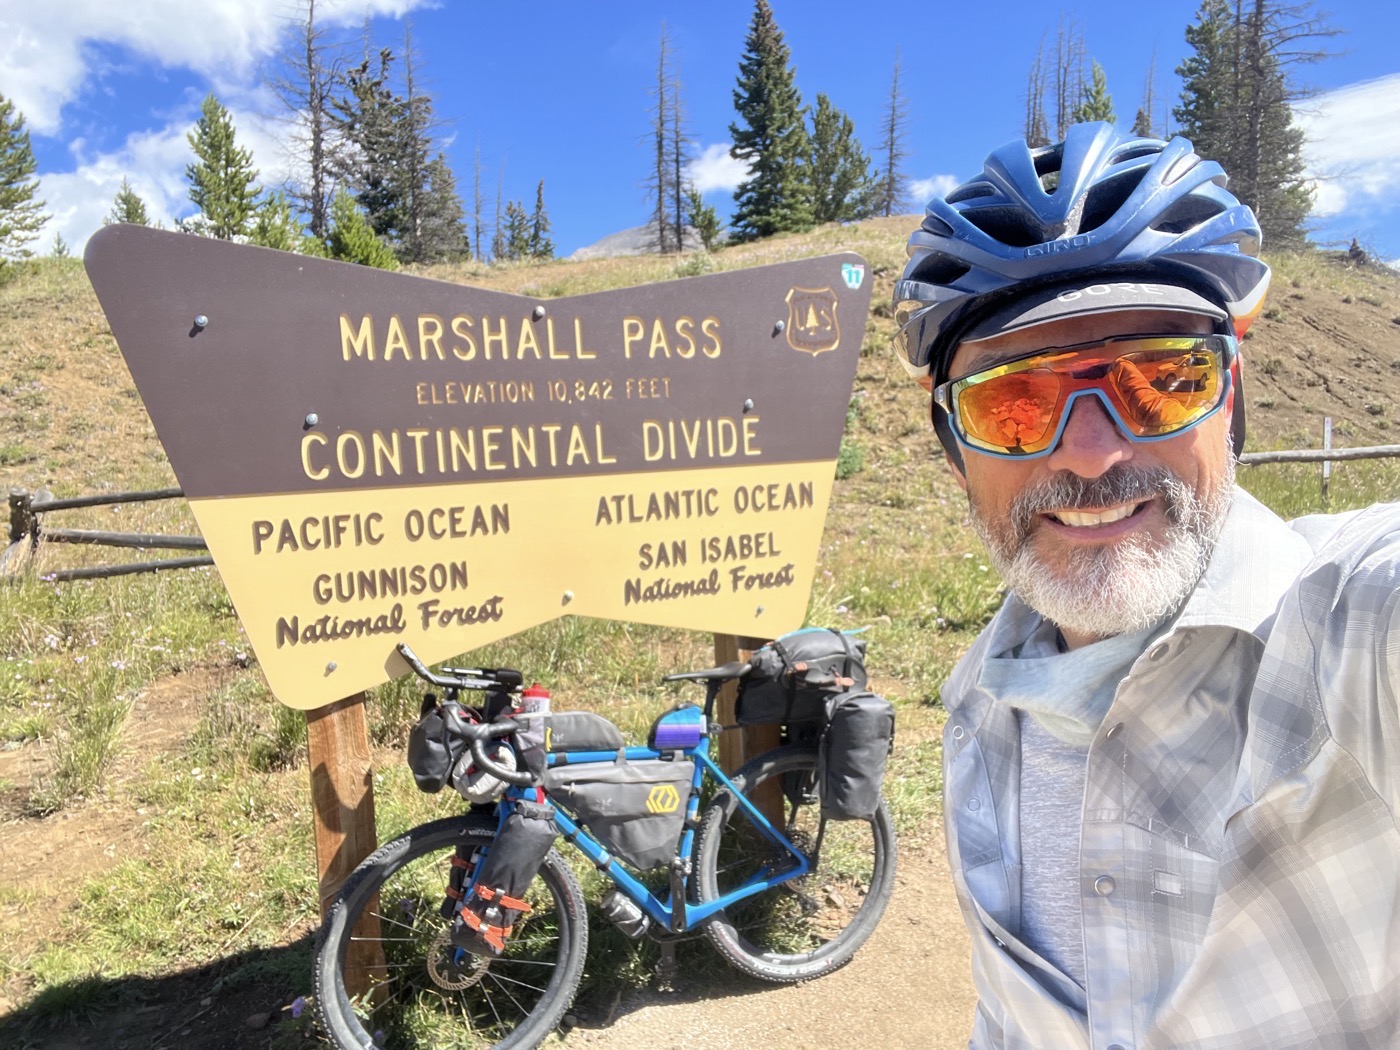 11
MARSHALL PASS
U S
ELEVATION 10,842 FEET
CONTINENTAL DIVIDE
PACIFIC OCEAN
GUNNISON
National Forest
ATLANTIC OCEAN
SAN ISABEL
National Forest
GIRO
GORE